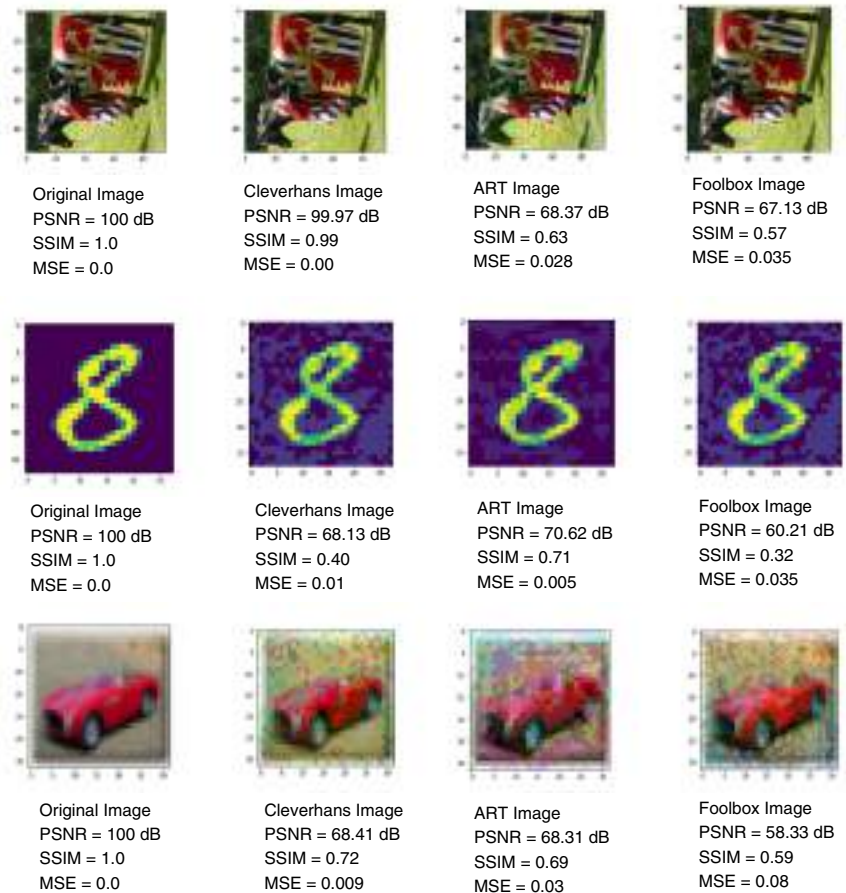 Original Image
PSNR = 100 dB
SSIM = 1.0
MSE = 0.0
Cleverhans Image
PSNR = 99.97 dB
SSIM = 0.99
MSE = 0.00
ART Image
PSNR = 68.37 dB
SSIM = 0.63
MSE = 0.028
Foolbox Image
PSNR = 67.13 dB
SSIM = 0.57
MSE = 0.035
Original Image
PSNR = 100 dB
SSIM = 1.0
MSE = 0.0
Cleverhans Image
PSNR = 68.13 dB
SSIM = 0.40
MSE = 0.01
ART Image
PSNR = 70.62 dB
SSIM = 0.71
MSE = 0.005
Foolbox Image
PSNR = 60.21 dB
SSIM = 0.32
MSE = 0.035
Original Image
PSNR = 100 dB
SSIM = 1.0
MSE = 0.0
Cleverhans Image
PSNR = 68.41 dB
SSIM = 0.72
MSE = 0.009
ART Image
PSNR = 68.31 dB
SSIM = 0.69
MSE = 0.03
Foolbox Image
PSNR = 58.33 dB
SSIM = 0.59
MSE = 0.08